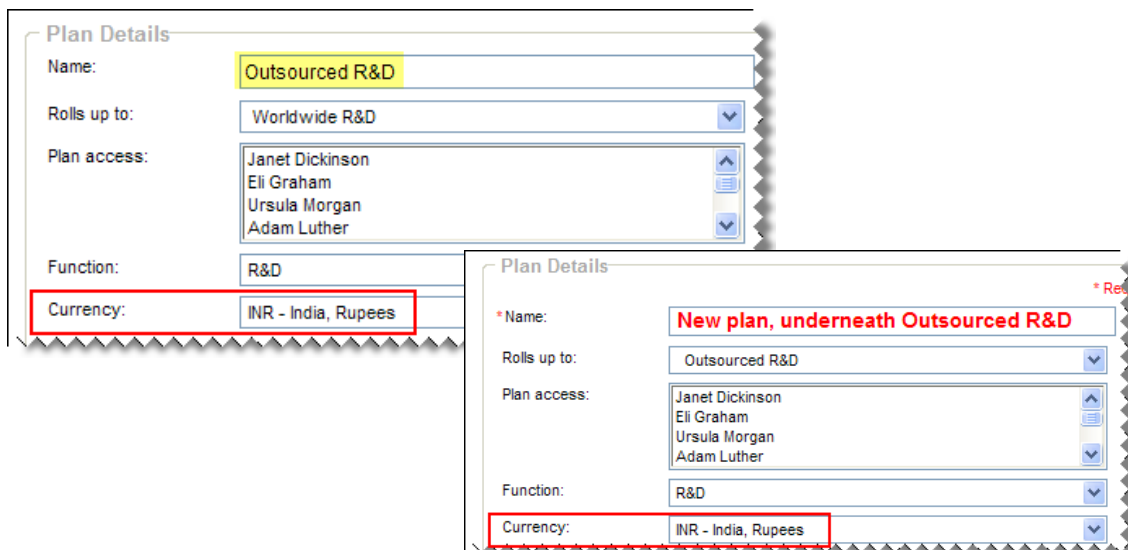 Plan Details
Name: Outsourced R&D
Rolls up to: Worldwide R&D
Plan access: Janet Dickinson
Eli Graham
Ursula Morgan
Adam Luther
Function: R&D
Currency: INR - India, Rupees
Plan Details
*
*Name: New plan, underneath Outsourced R&D
Rolls up to: Outsourced R&D
Plan access: Janet Dickinson
Eli Graham
Ursula Morgan
Adam Luther
Function: R&D
Currency: INR - India, Rupees